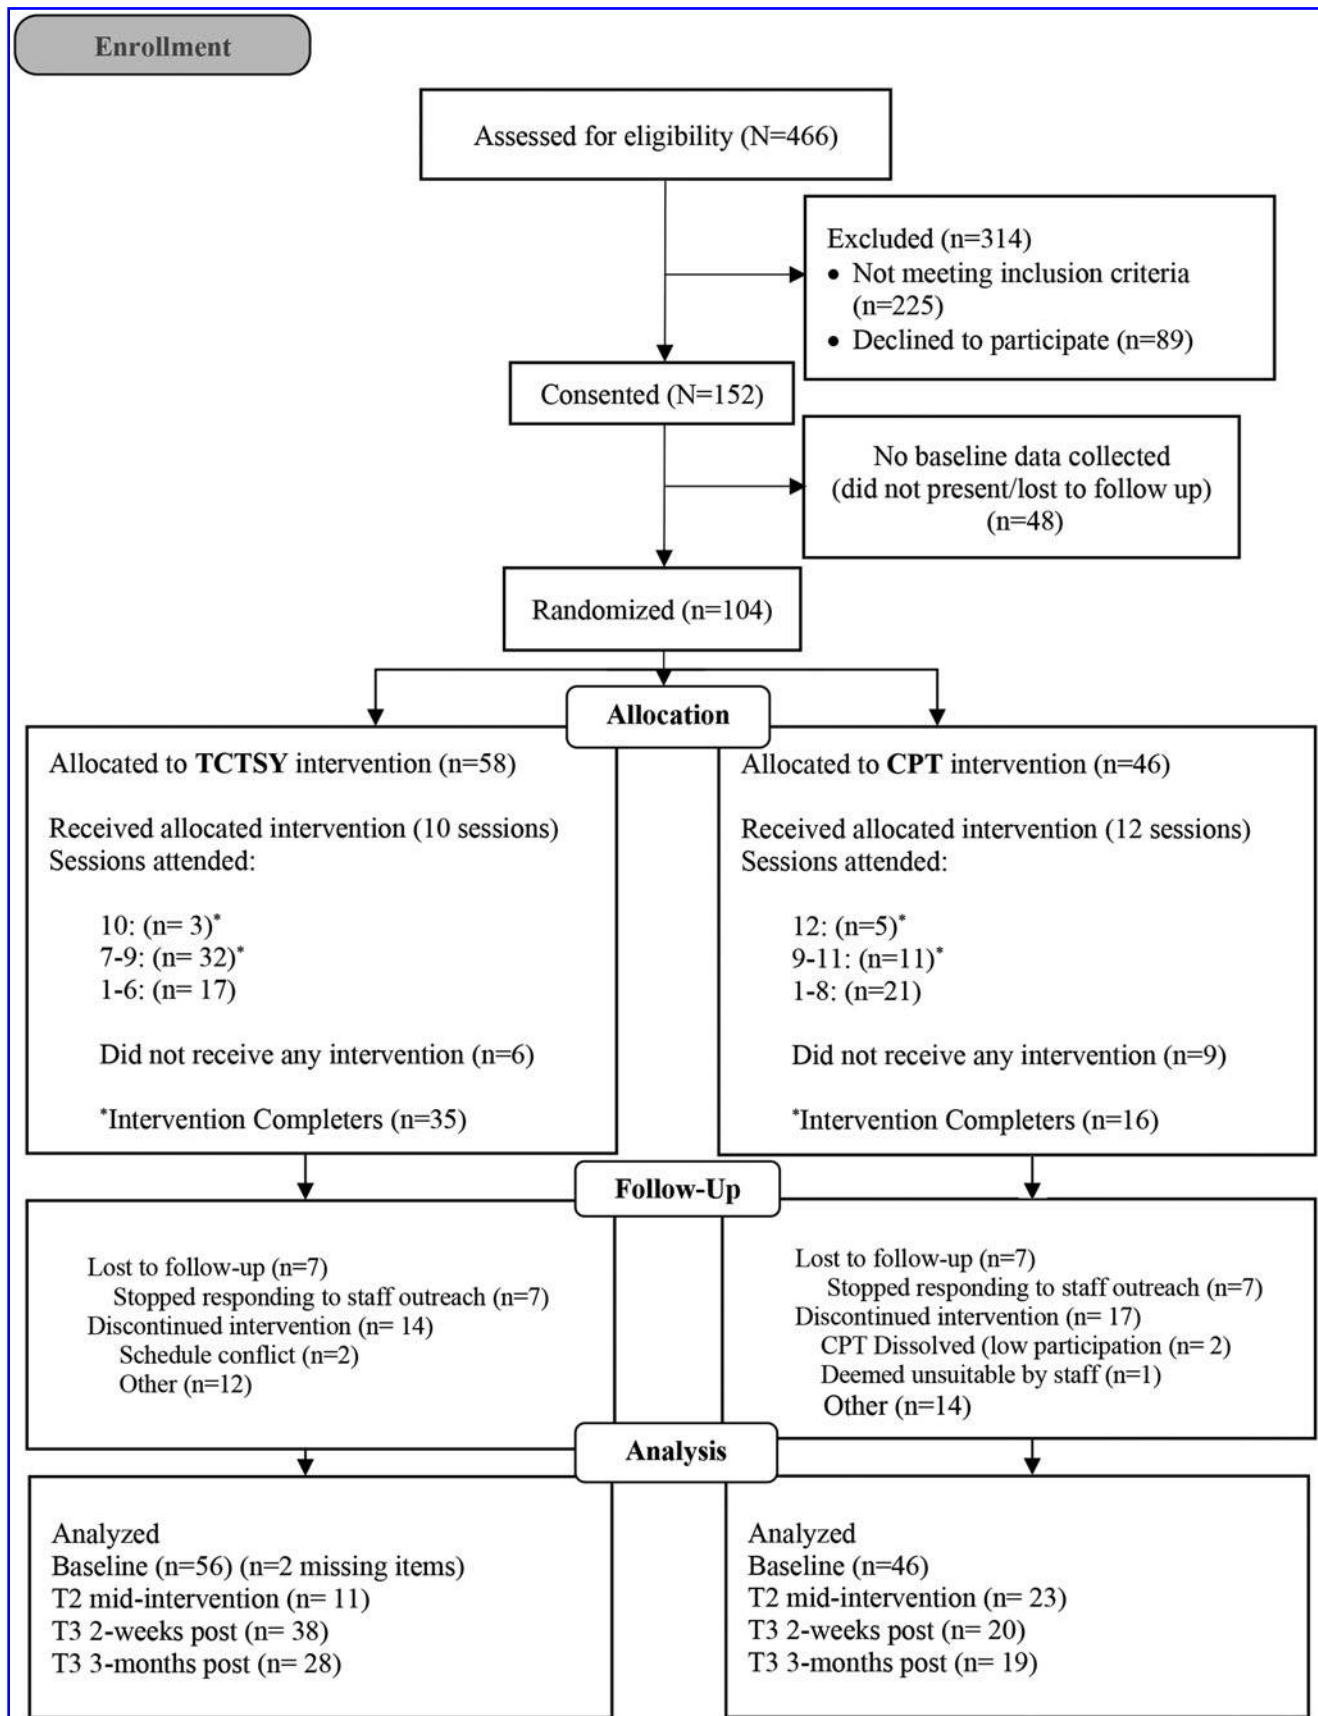 Enrollment
Assessed for eligibility (N=466)
Excluded (n=314)
• Not meeting inclusion criteria
(n=225)
• Declined to participate (n=89)
Consented (N=152)
No baseline data collected
(did not present/lost to follow up)
(n=48)
Randomized (n=104)
Allocation
Allocated to TCTSY intervention (n=58)
Received allocated intervention (10 sessions)
Sessions attended:
10: (n= 3)*
7-9: (n= 32)*
1-6: (n= 17)
Did not receive any intervention (n=6)
*Intervention Completers (n=35)
Allocated to CPT intervention (n=46)
Received allocated intervention (12 sessions)
Sessions attended:
12: (n=5)*
9-11: (n=11)*
1-8: (n=21)
Did not receive any intervention (n=9)
*Intervention Completers (n=16)
Follow-Up
Lost to follow-up (n=7)
Stopped responding to staff outreach (n=7)
Discontinued intervention (n= 14)
Schedule conflict (n=2)
Other (n=12)
Lost to follow-up (n=7)
Stopped responding to staff outreach (n=7)
Discontinued intervention (n= 17)
CPT Dissolved (low participation (n= 2)
Deemed unsuitable by staff (n=1)
Other (n=14)
Analysis
Analyzed
Baseline (n=56) (n=2 missing items)
T2 mid-intervention (n= 11)
T3 2-weeks post (n= 38)
T3 3-months post (n= 28)
Analyzed
Baseline (n=46)
T2 mid-intervention (n= 23)
T3 2-weeks post (n= 20)
T3 3-months post (n= 19)